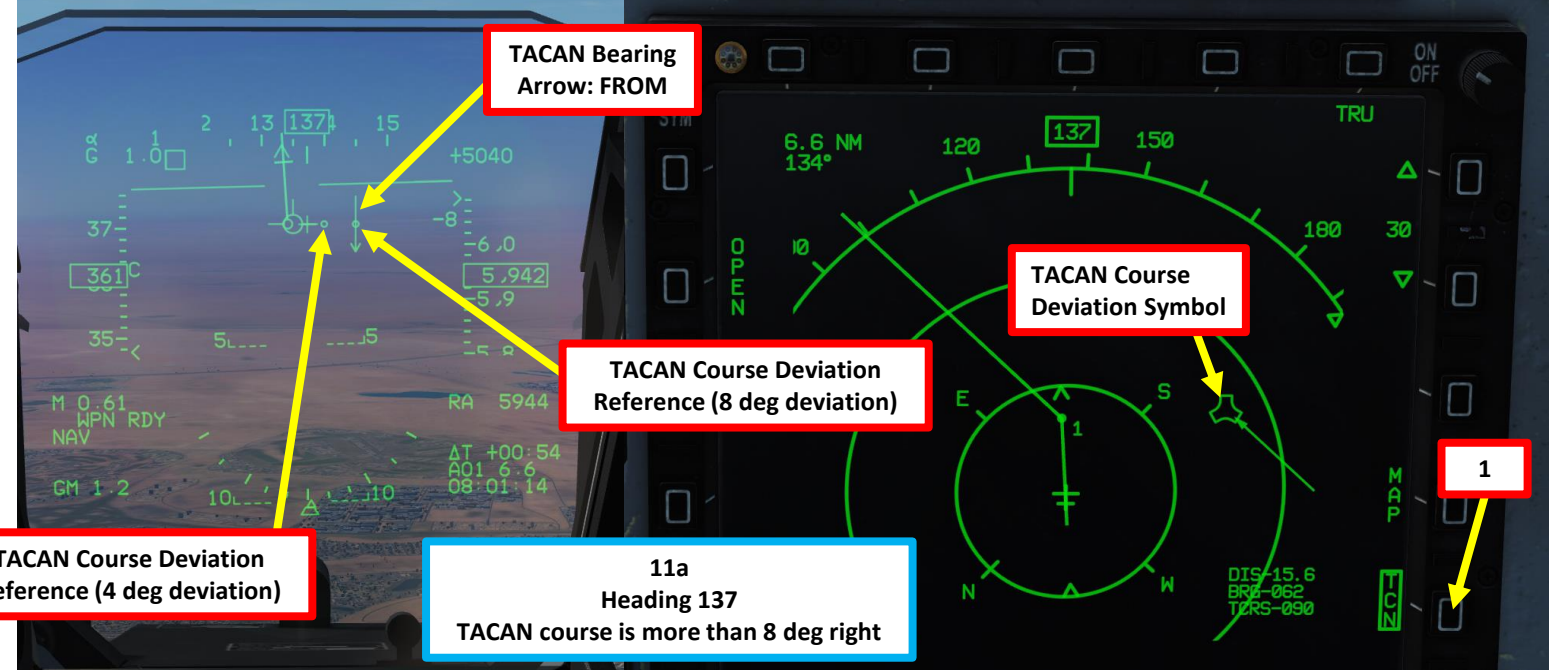 TACAN Bearing
Arrow: FROM
2 13 137 15
α 1
G 1.0
+5040
37
361 C
35
-8
-6,0
5,942
-5,9
5 5
M 0.61
WPN RDY
NAV
GM 1.2
RA 5944
ΔT +00:54
A01 6.6
08:01:14
10 10
TACAN Course Deviation
Reference (8 deg deviation)
TACAN Course Deviation
eference (4 deg deviation)
11a
Heading 137
TACAN course is more than 8 deg right
SYM
ON
OFF
TRU
6.6 NM
134°
120 137 150
180
30
OPEN
TACAN Course
Deviation Symbol
E S
1
N W
MAP
1
DIS-15.6
BRG-062
TCRS-090
TCN